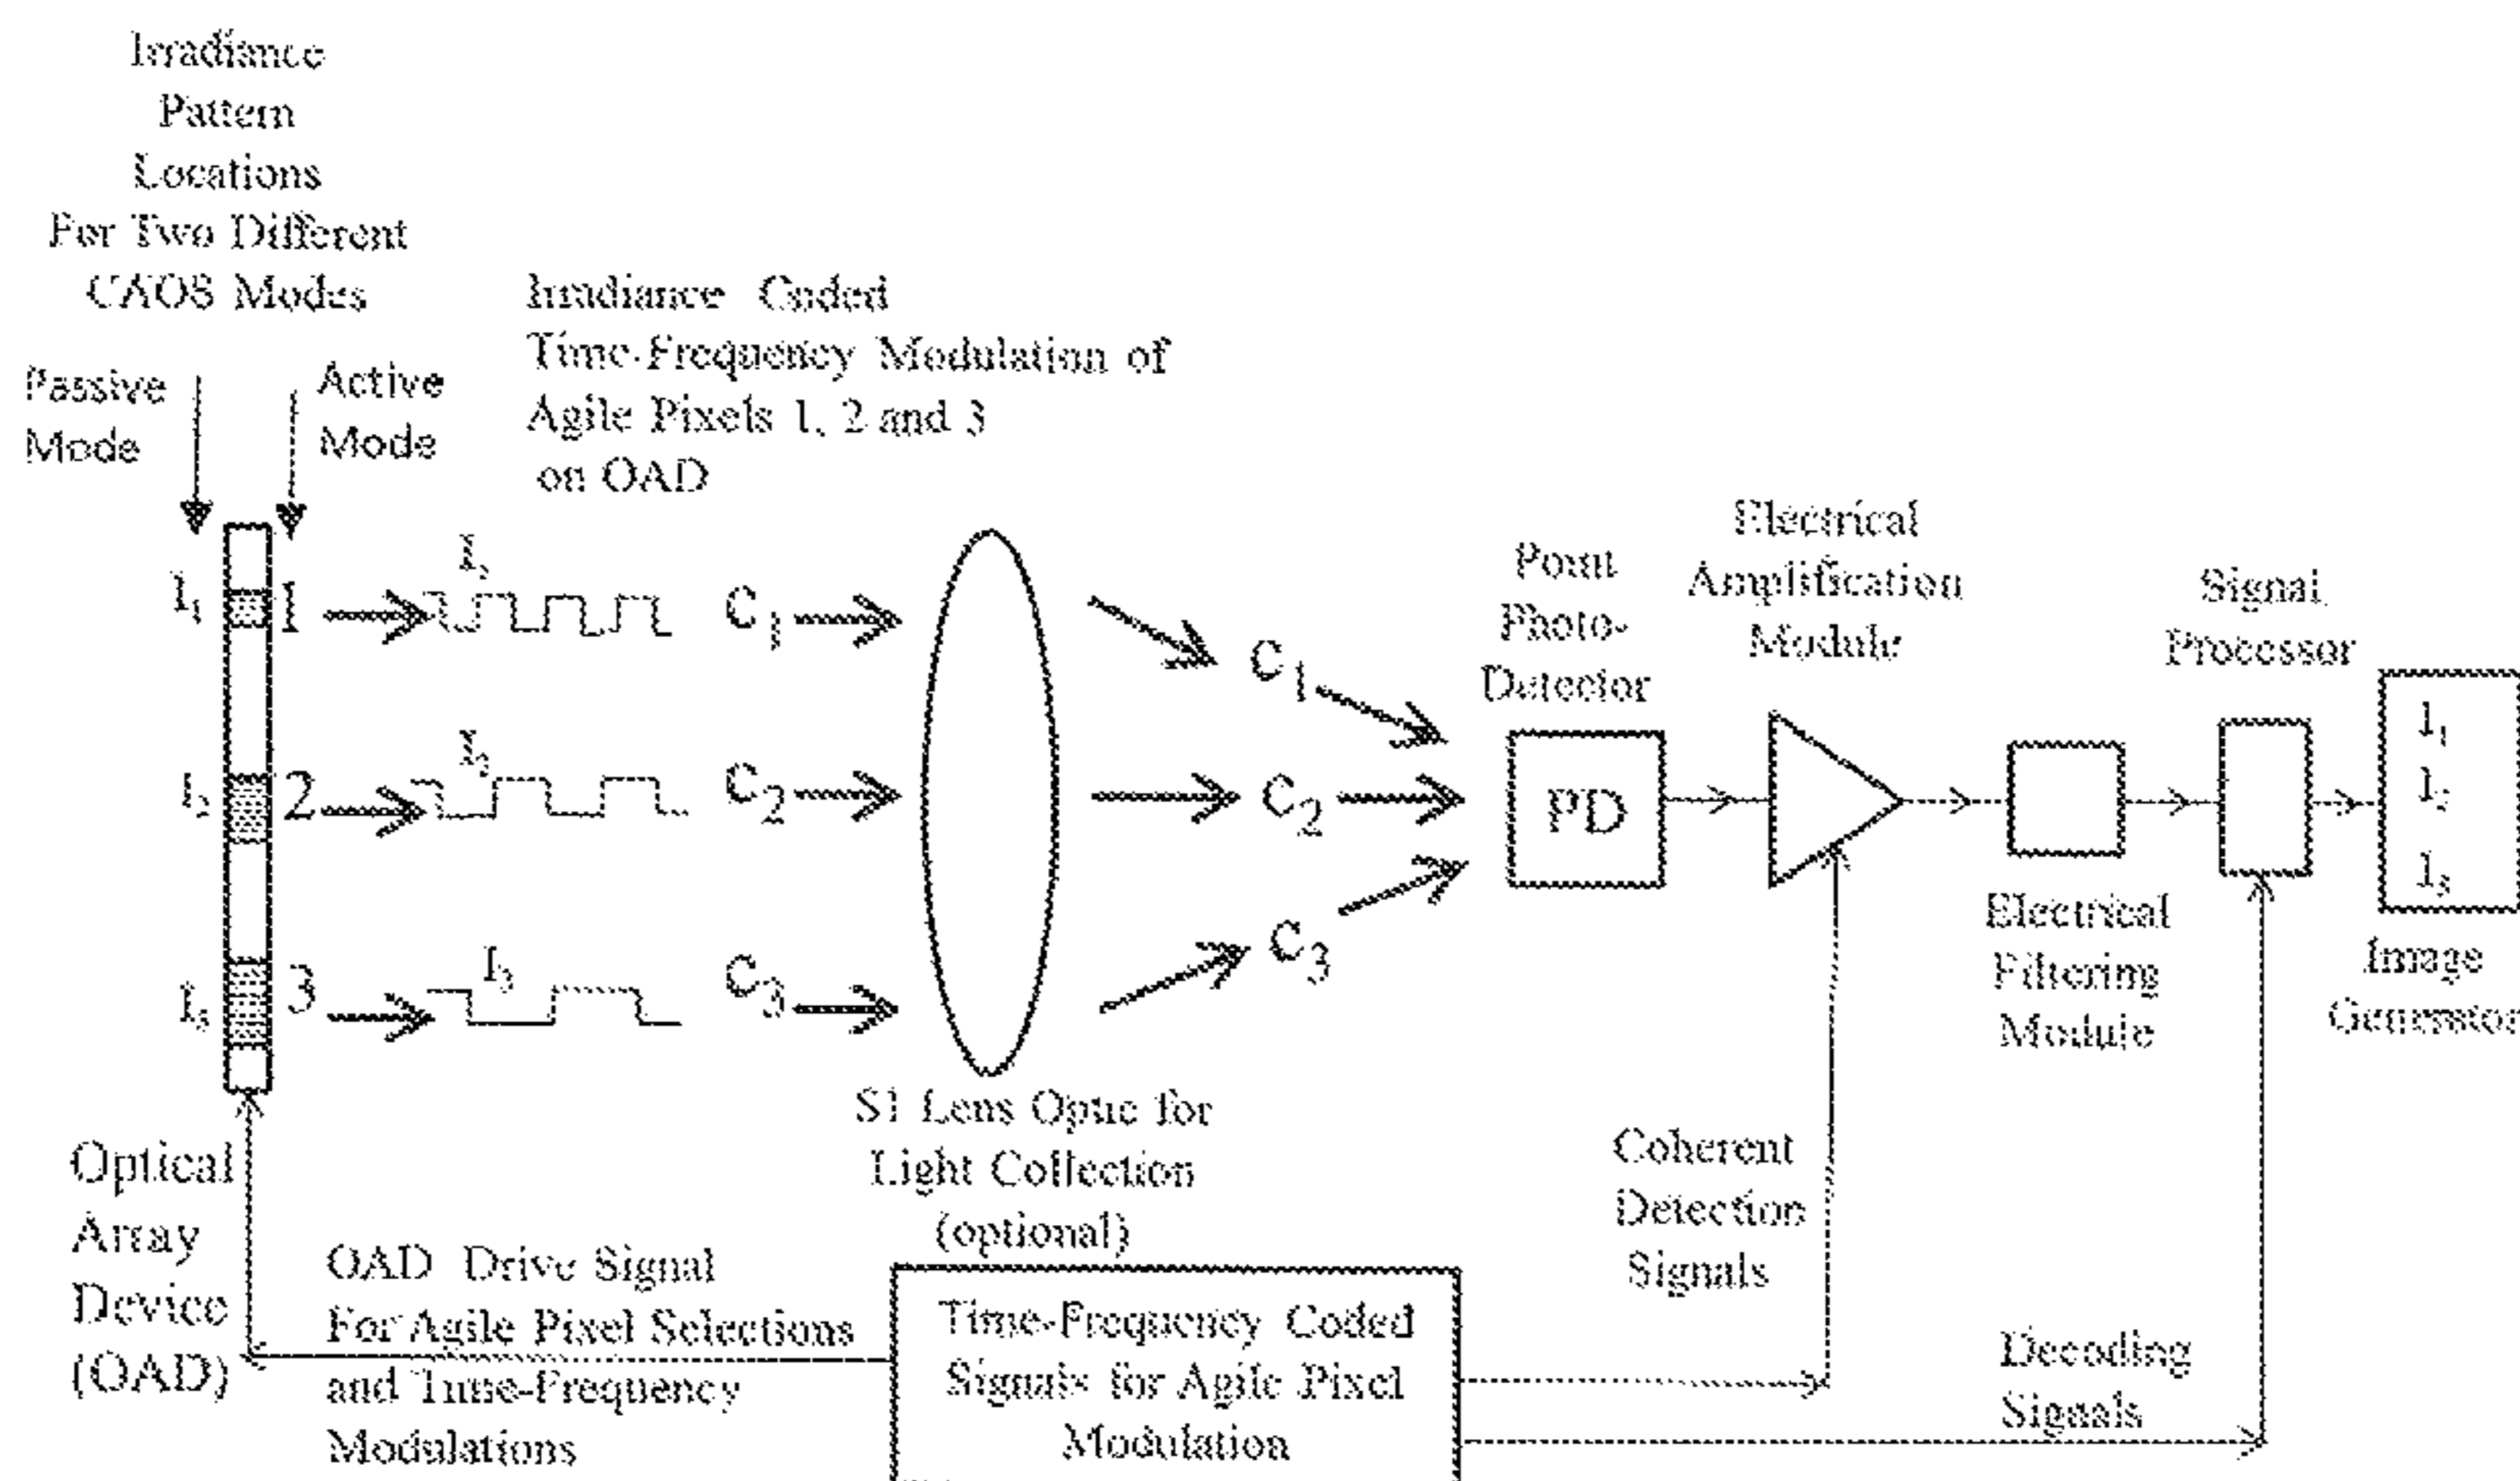 Irradiance
Pattern
Locations
For Two Different
CAOS Modes
Passive
Mode
Active
Mode
Irradiance Coded
Time-Frequency Modulation of
Agile Pixels 1, 2 and 3
on OAD
I₁
1
C₁
C₁
I₂
2
I₂
C₂
C₂
I₃
3
I₃
C₃
C₃
S1 Lens Optic for
Light Collection
(optional)
Point
Photo-
Detector
PD
Electrical
Amplification
Module
Electrical
Filtering
Module
Signal
Processor
I₁
I₂
I₃
Image
Generator
Optical
Array
Device
(OAD)
OAD Drive Signal
For Agile Pixel Selections
and Time-Frequency
Modulations
Time-Frequency Coded
Signals for Agile Pixel
Modulation
Coherent
Detection
Signals
Decoding
Signals